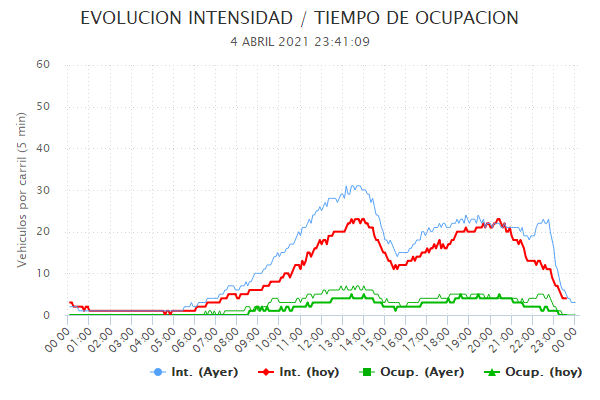 EVOLUCION INTENSIDAD / TIEMPO DE OCUPACION
4 ABRIL 2021 23:41:09
Vehiculos por carril (5 min)
60
50
40
30
20
10
0
00:00 01:00 02:00 03:00 04:00 05:00 06:00 07:00 08:00 09:00 10:00 11:00 12:00 13:00 14:00 15:00 16:00 17:00 18:00 19:00 20:00 21:00 22:00 23:00 00:00
Int. (Ayer) Int. (hoy) Ocup. (Ayer) Ocup. (hoy)